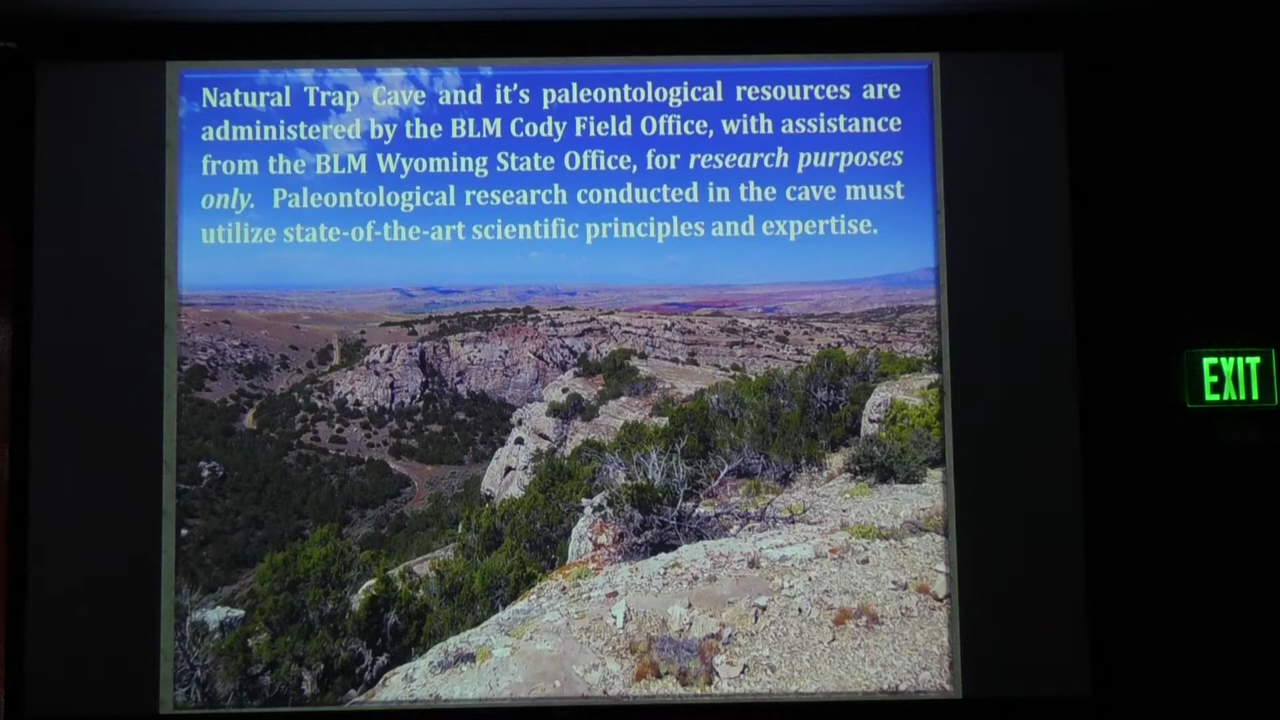 Natural Trap Cave and it's paleontological resources are
administered by the BLM Cody Field Office, with assistance
from the BLM Wyoming State Office, for research purposes
only. Paleontological research conducted in the cave must
utilize state-of-the-art scientific principles and expertise.
EXIT